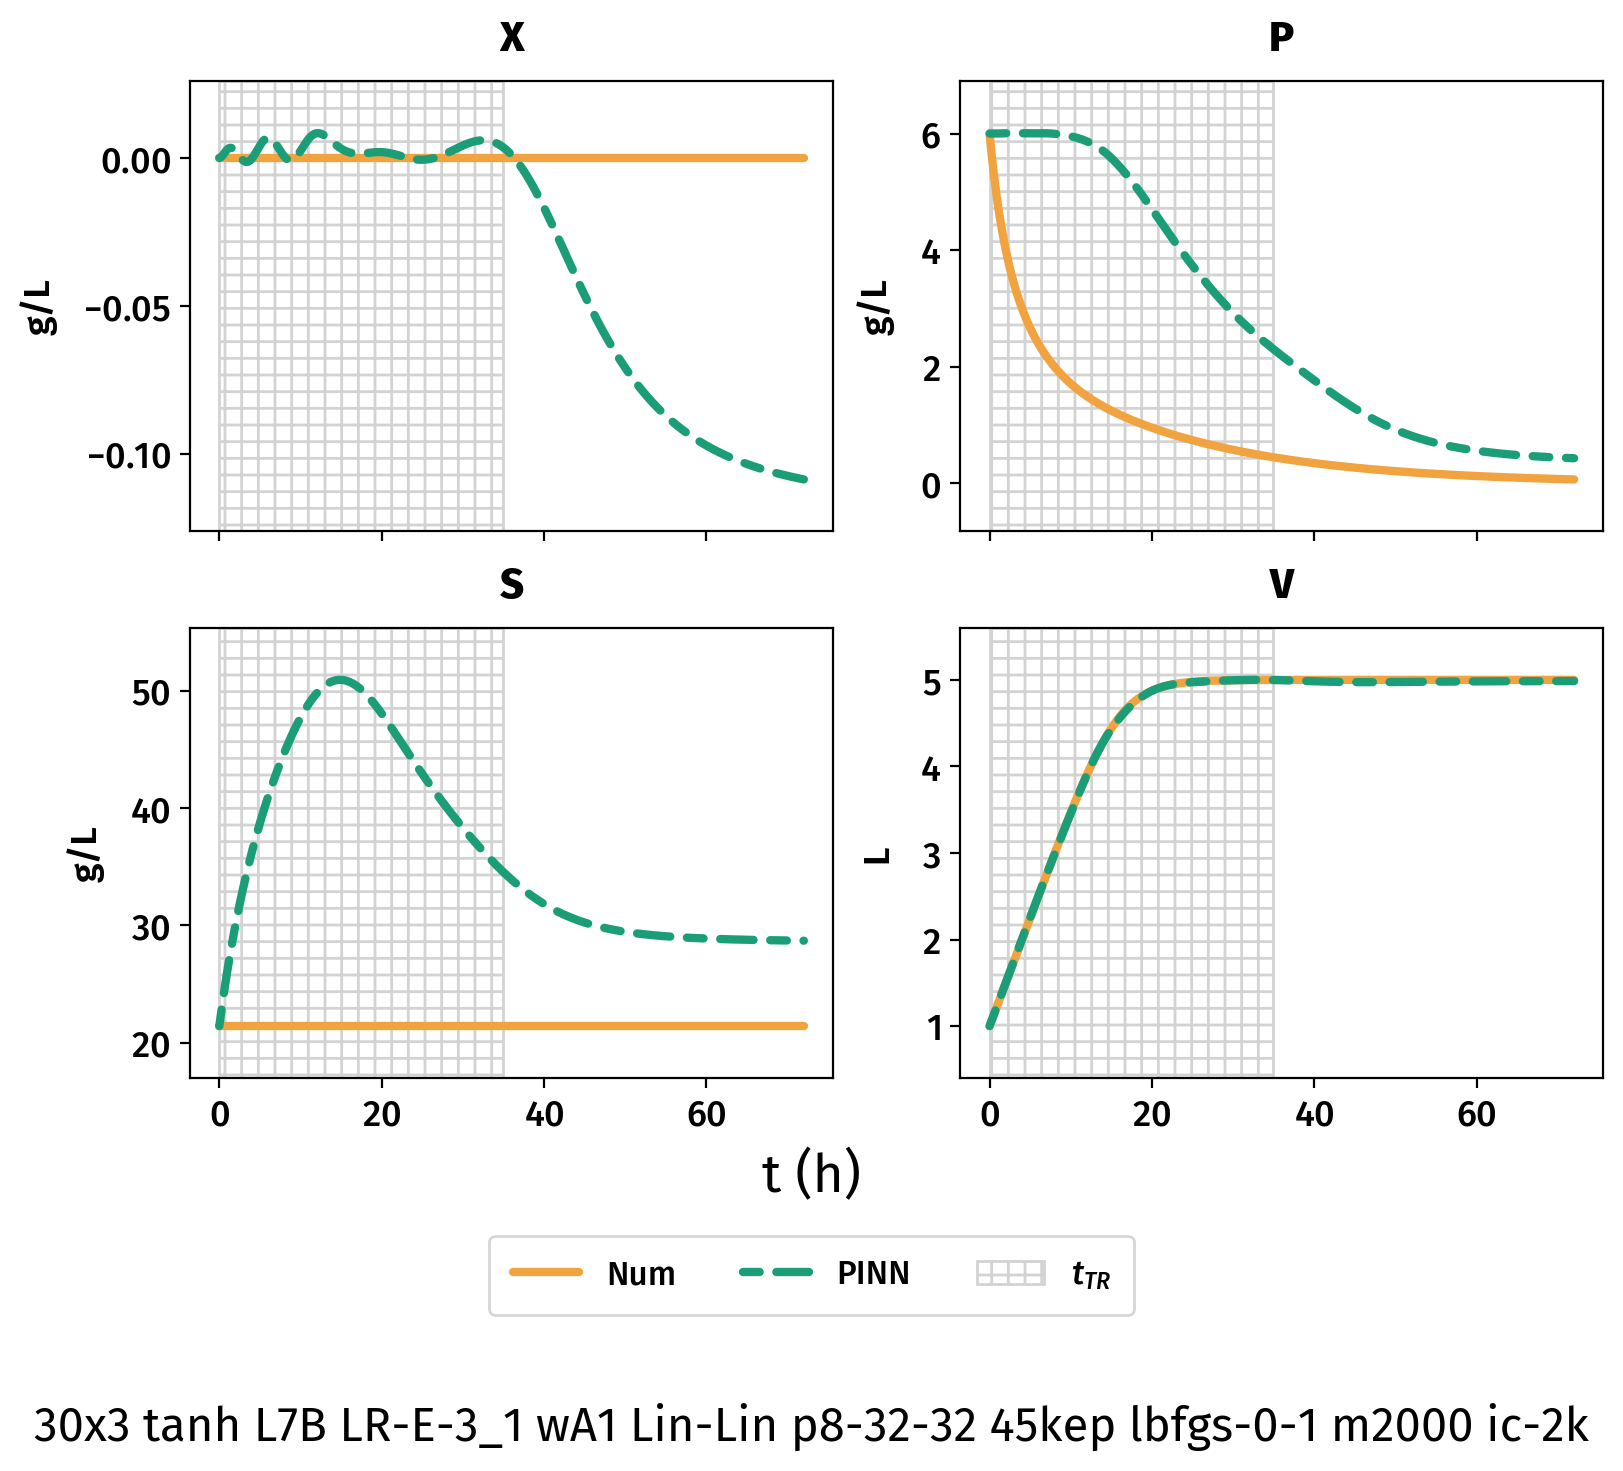 X
P
0.00
−0.05
−0.10
g/L
6
4
2
0
g/L
S
V
50
40
30
20
g/L
5
4
3
2
1
L
0 20 40 60
0 20 40 60
t (h)
Num PINN tTR
30x3 tanh L7B LR-E-3_1 wA1 Lin-Lin p8-32-32 45kep lbfgs-0-1 m2000 ic-2k